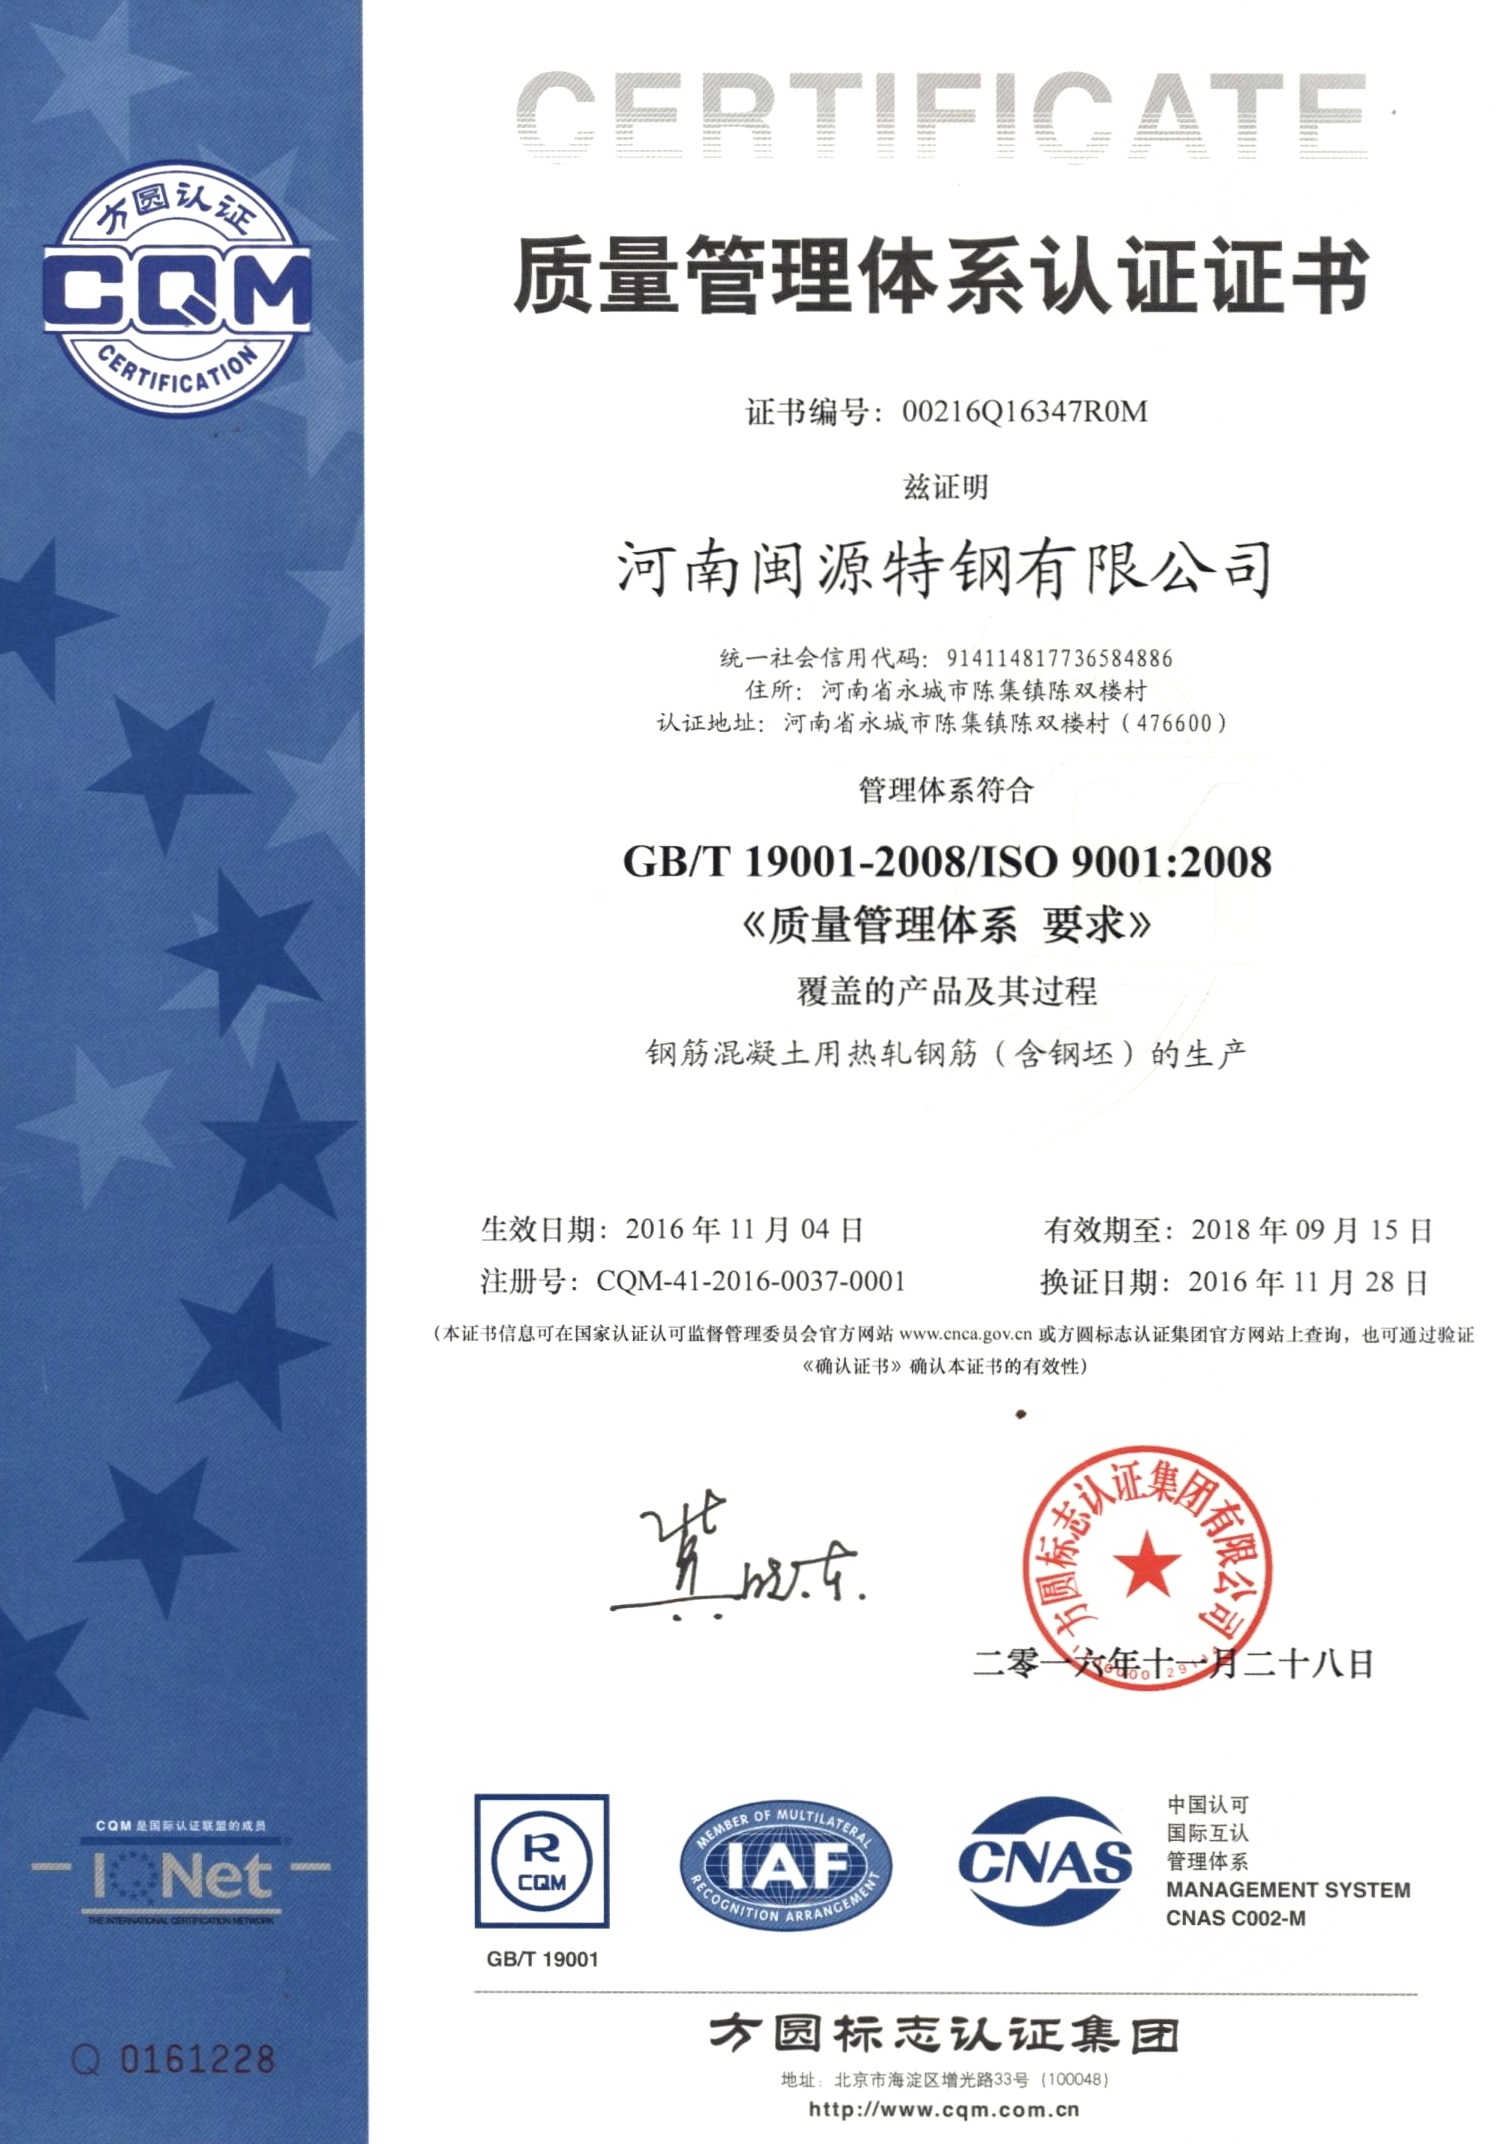 CERTIFICATE
方圆认证
CQM
CERTIFICATION
质量管理体系认证证书
证书编号：00216Q16347R0M
兹证明
河南闽源特钢有限公司
统一社会信用代码：914114817736584886
住所：河南省永城市陈集镇陈双楼村
认证地址：河南省永城市陈集镇陈双楼村（476600）
管理体系符合
GB/T 19001-2008/ISO 9001:2008
《质量管理体系 要求》
覆盖的产品及其过程
钢筋混凝土用热轧钢筋（含钢坯）的生产
生效日期：2016 年 11 月 04 日
有效期至：2018 年 09 月 15 日
注册号：CQM-41-2016-0037-0001
换证日期：2016 年 11 月 28 日
（本证书信息可在国家认证认可监督管理委员会官方网站 www.cnca.gov.cn 或方圆标志认证集团官方网站上查询，也可通过验证
《确认证书》确认本证书的有效性）
方圆标志认证集团有限公司
二零一六年十一月二十八日
CQM 是国际认证联盟的成员
IQNet
THE INTERNATIONAL CERTIFICATION NETWORK
R
CQM
GB/T 19001
MEMBER OF MULTILATERAL
IAF
RECOGNITION ARRANGEMENT
CNAS
中国认可
国际互认
管理体系
MANAGEMENT SYSTEM
CNAS C002-M
Q 0161228
方圆标志认证集团
地址：北京市海淀区增光路33号（100048）
http://www.cqm.com.cn